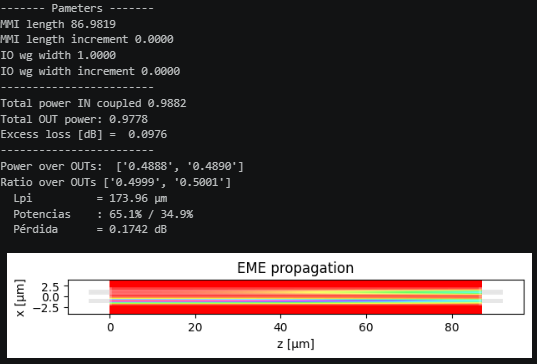 ------- Pameters -------
MMI length 86.9819
MMI length increment 0.0000
IO wg width 1.0000
IO wg width increment 0.0000
------------------------
Total power IN coupled 0.9882
Total OUT power: 0.9778
Excess loss [dB] =  0.0976
------------------------
Power over OUTs:  ['0.4888', '0.4890']
Ratio over OUTs ['0.4999', '0.5001']
  Lpi          = 173.96 μm
  Potencias    : 65.1% / 34.9%
  Pérdida      = 0.1742 dB
EME propagation
x [μm]
2.5
0.0
−2.5
0 20 40 60 80
z [μm]